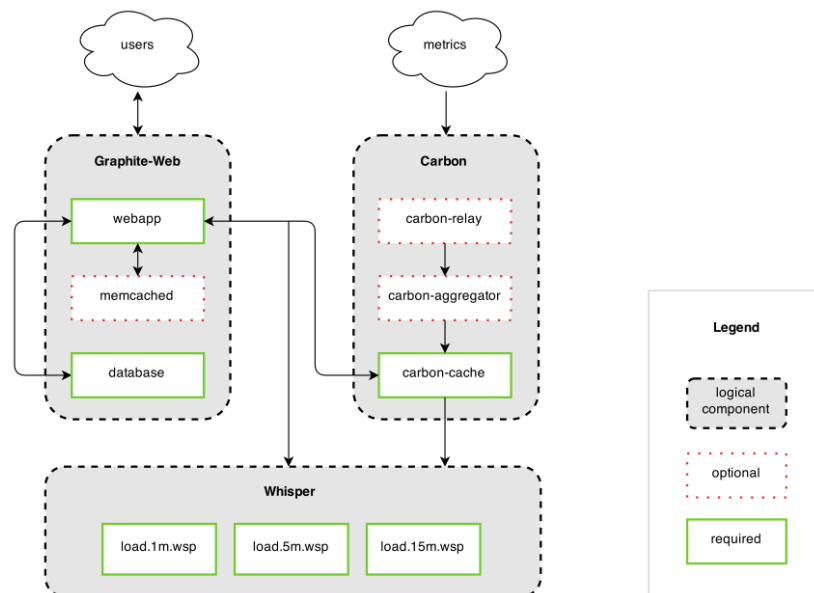 users
metrics
Graphite-Web
Carbon
webapp
carbon-relay
memcached
carbon-aggregator
database
carbon-cache
Whisper
load.1m.wsp
load.5m.wsp
load.15m.wsp
Legend
logical
component
optional
required